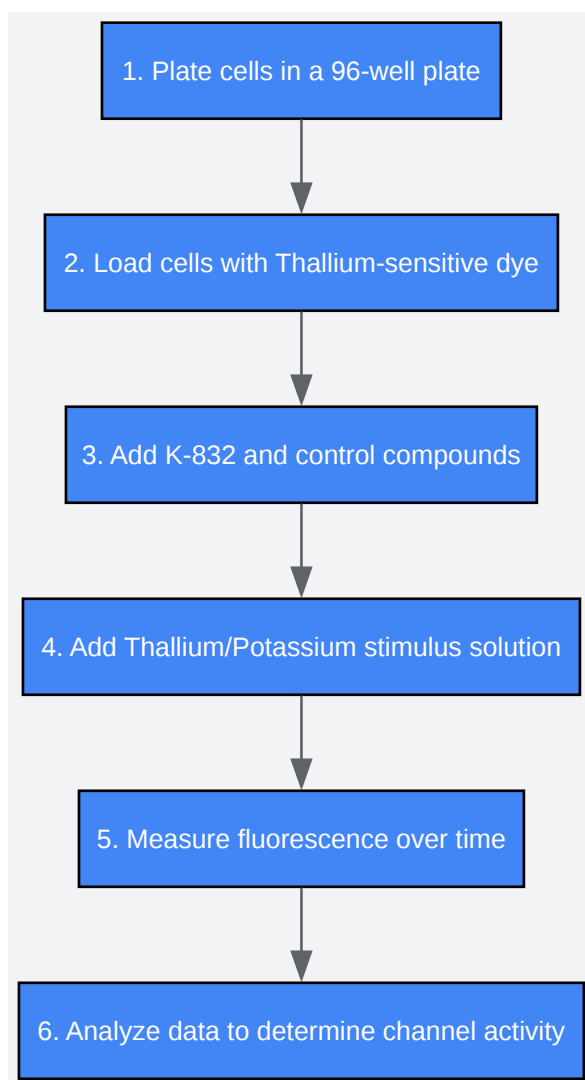 1. Plate cells in a 96-well plate
2. Load cells with Thallium-sensitive dye
3. Add K-832 and control compounds
4. Add Thallium/Potassium stimulus solution
5. Measure fluorescence over time
6. Analyze data to determine channel activity